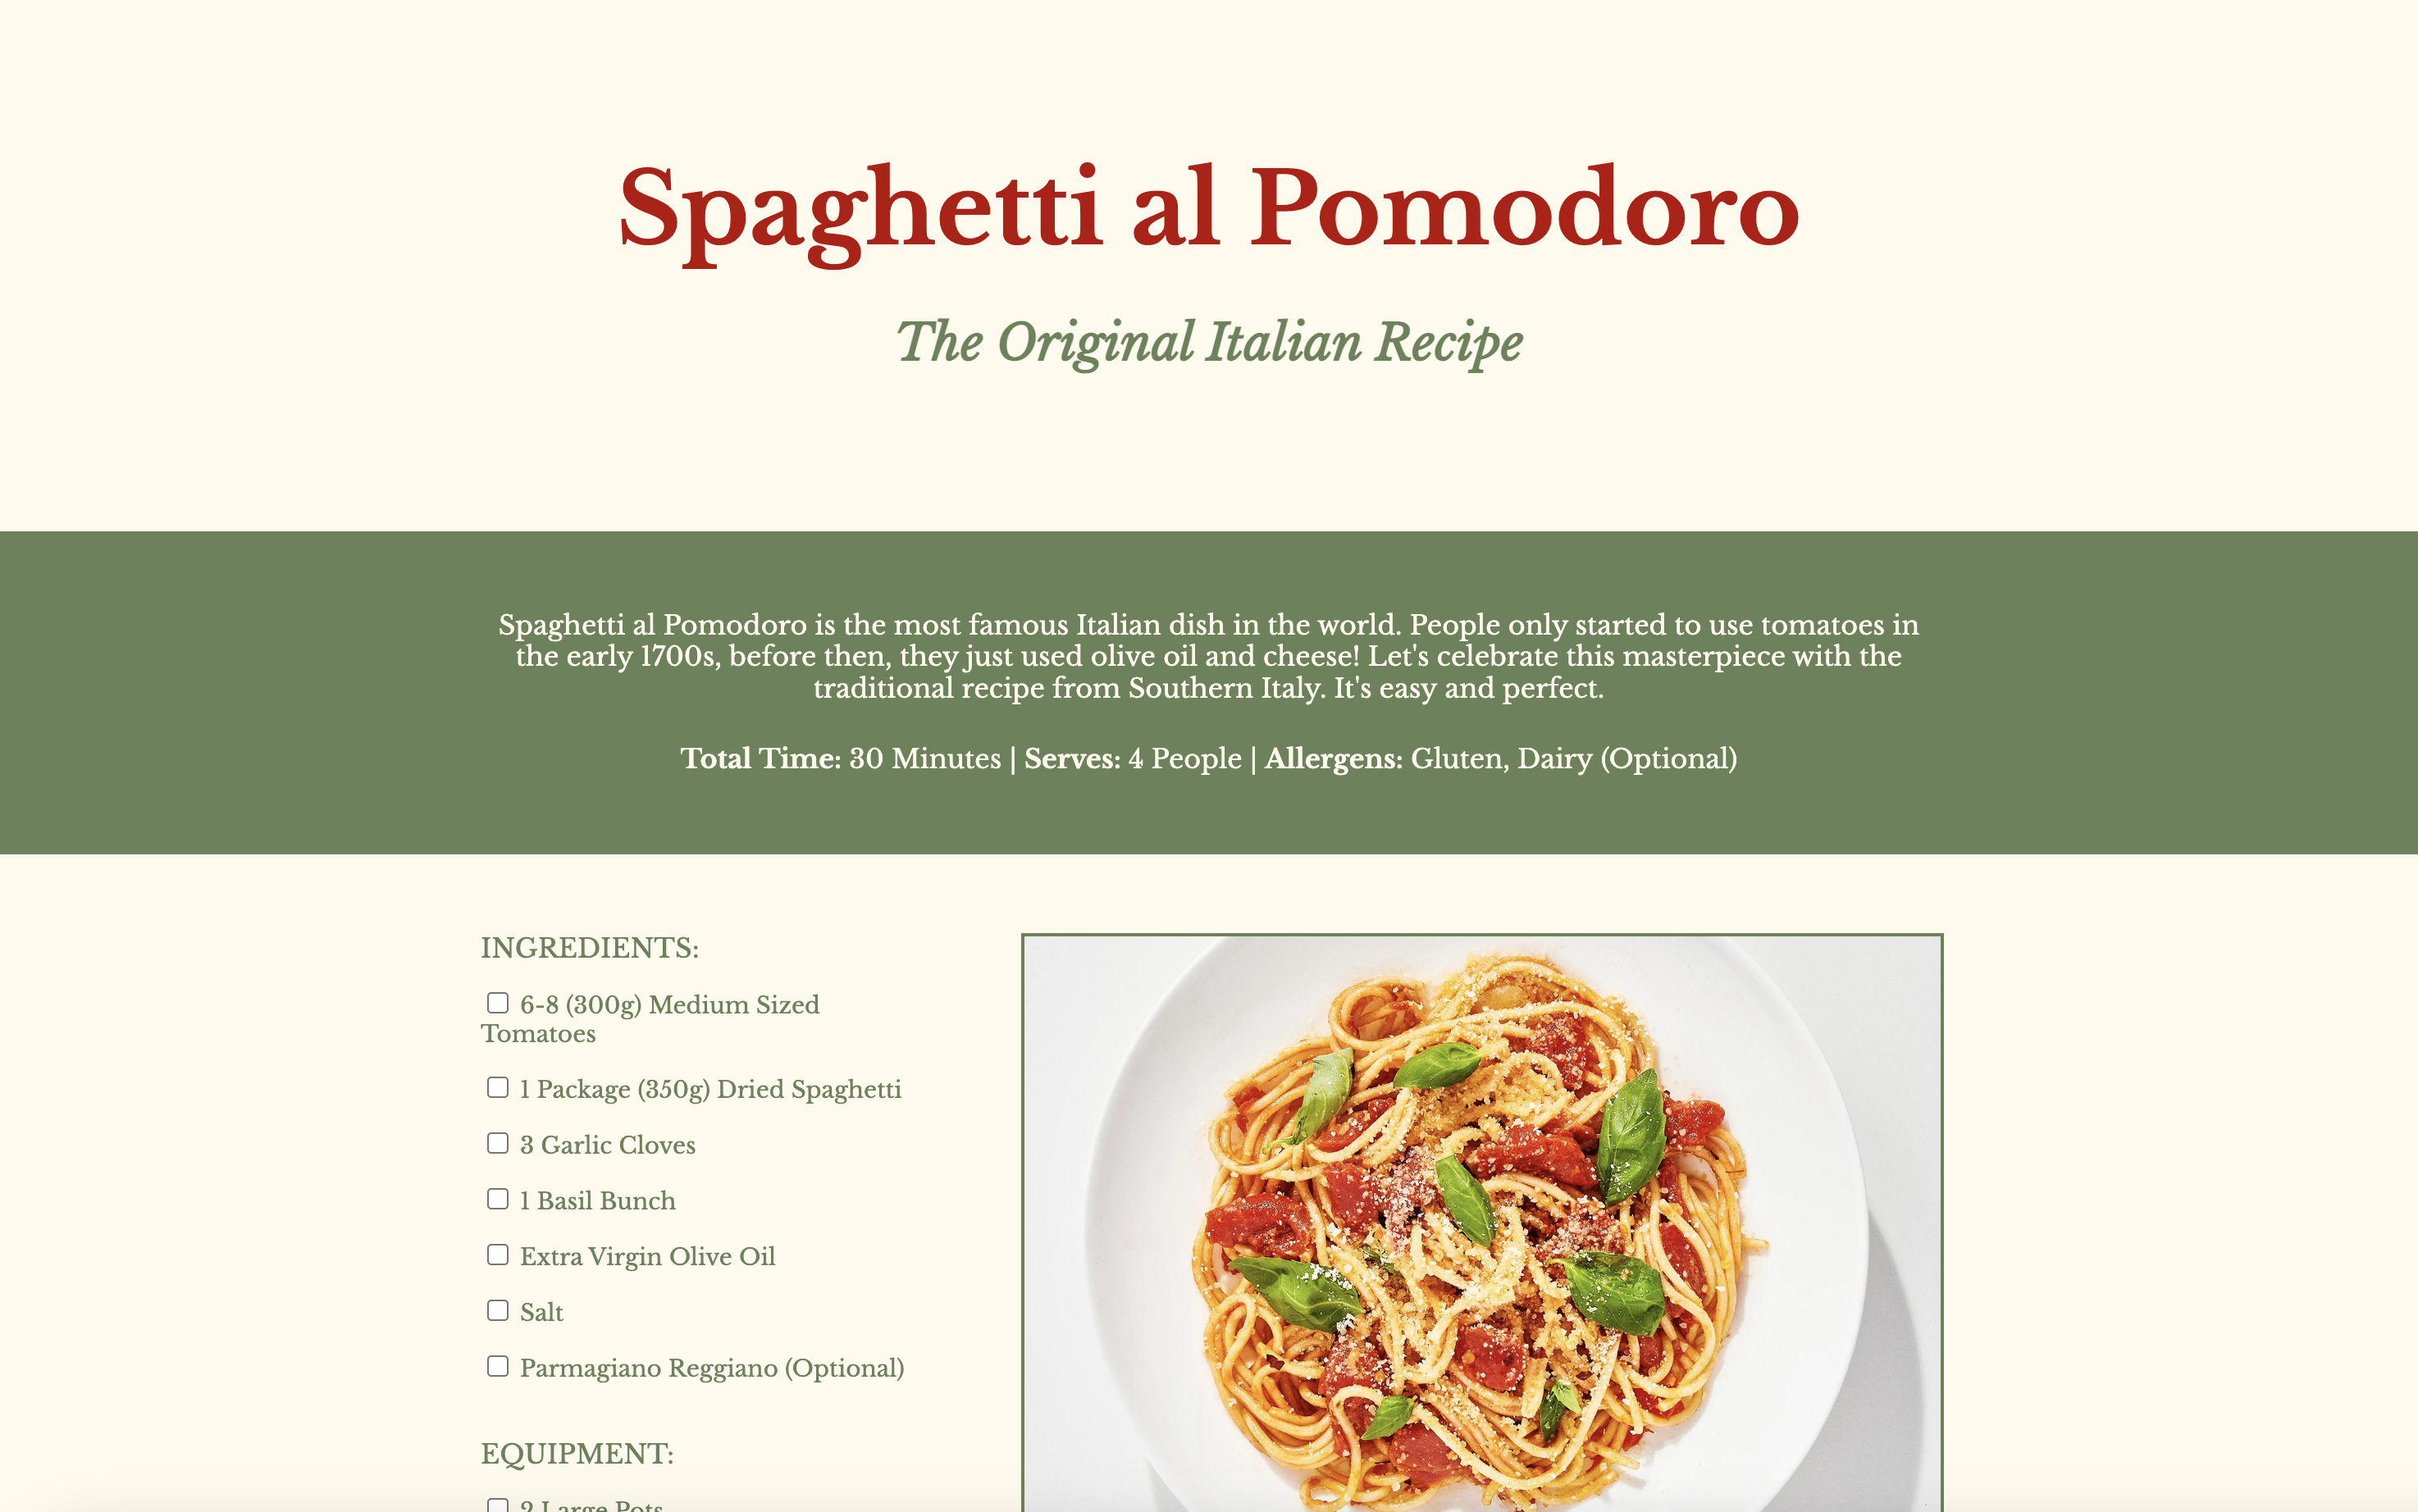 Spaghetti al Pomodoro
The Original Italian Recipe
Spaghetti al Pomodoro is the most famous Italian dish in the world. People only started to use tomatoes in
the early 1700s, before then, they just used olive oil and cheese! Let's celebrate this masterpiece with the
traditional recipe from Southern Italy. It's easy and perfect.
Total Time: 30 Minutes | Serves: 4 People | Allergens: Gluten, Dairy (Optional)
INGREDIENTS:
6-8 (300g) Medium Sized
Tomatoes
1 Package (350g) Dried Spaghetti
3 Garlic Cloves
1 Basil Bunch
Extra Virgin Olive Oil
Salt
Parmagiano Reggiano (Optional)
EQUIPMENT:
2 Large Pots